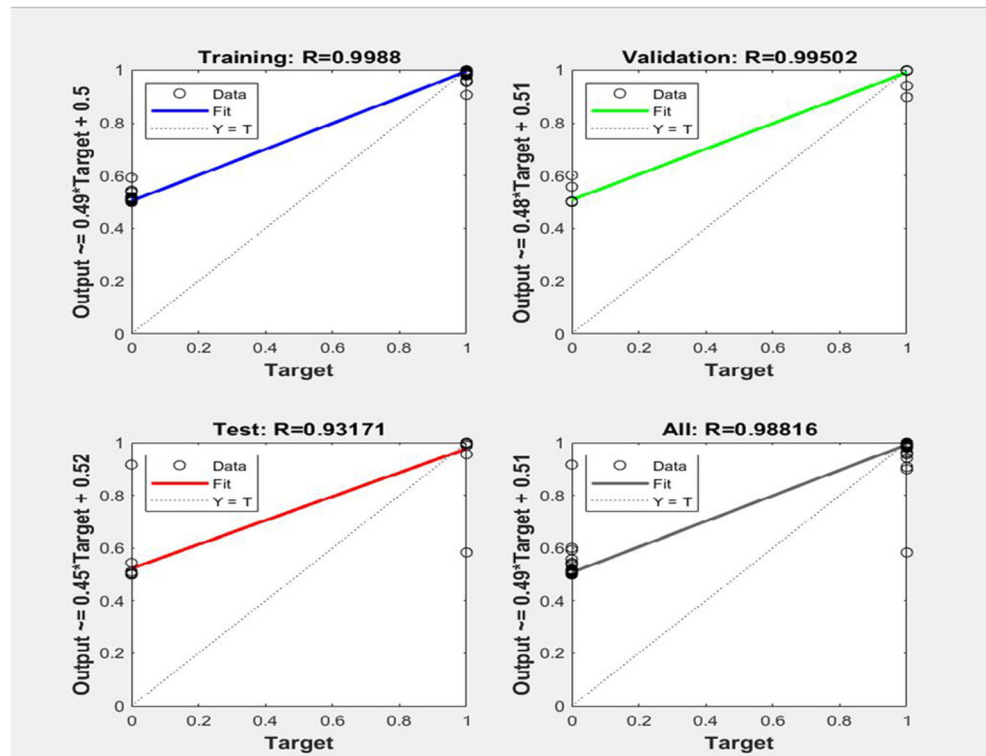 Training: R=0.9988
Output ~= 0.49*Target + 0.5
1
0.8
0.6
0.4
0.2
0
Data
Fit
Y = T
0 0.2 0.4 0.6 0.8 1
Target
Validation: R=0.99502
Output ~= 0.48*Target + 0.51
1
0.8
0.6
0.4
0.2
0
Data
Fit
Y = T
0 0.2 0.4 0.6 0.8 1
Target
Test: R=0.93171
Output ~= 0.45*Target + 0.52
1
0.8
0.6
0.4
0.2
0
Data
Fit
Y = T
0 0.2 0.4 0.6 0.8 1
Target
All: R=0.98816
Output ~= 0.49*Target + 0.51
1
0.8
0.6
0.4
0.2
0
Data
Fit
Y = T
0 0.2 0.4 0.6 0.8 1
Target